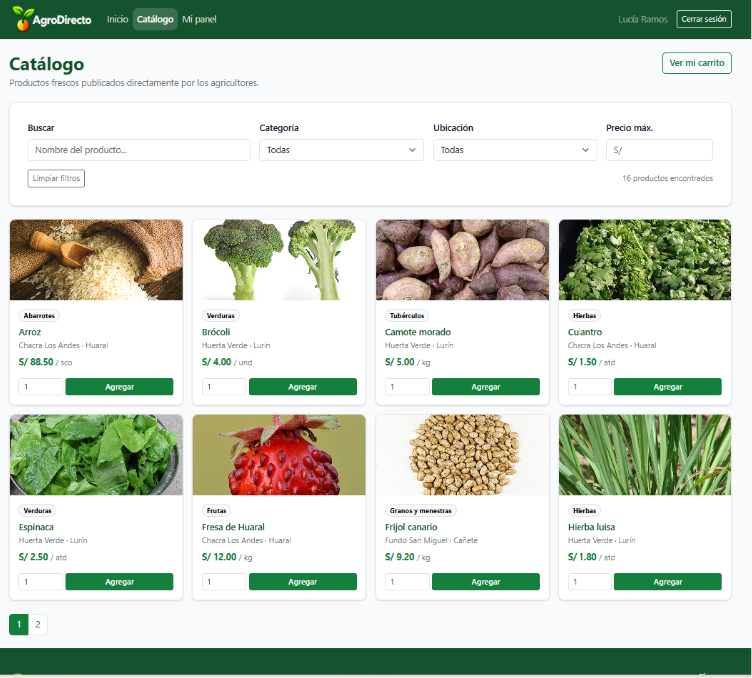 AgroDirecto Inicio Catálogo Mi panel Lucía Ramos Cerrar sesión
Catálogo
Ver mi carrito
Productos frescos publicados directamente por los agricultores.
Buscar Categoría Ubicación Precio máx.
Nombre del producto... Todas Todas S/
Limpiar filtros 16 productos encontrados
Abarrotes
Arroz
Chacra Los Andes · Huaral
S/ 88.50 / sco
1 Agregar
Verduras
Brócoli
Huerta Verde · Lurín
S/ 4.00 / und
1 Agregar
Tubérculos
Camote morado
Huerta Verde · Lurín
S/ 5.00 / kg
1 Agregar
Hierbas
Culantro
Chacra Los Andes · Huaral
S/ 1.50 / atd
1 Agregar
Verduras
Espinaca
Huerta Verde · Lurín
S/ 2.50 / atd
1 Agregar
Frutas
Fresa de Huaral
Chacra Los Andes · Huaral
S/ 12.00 / kg
1 Agregar
Granos y menestras
Frijol canario
Fundo San Miguel · Cañete
S/ 9.20 / kg
1 Agregar
Hierbas
Hierba luisa
Huerta Verde · Lurín
S/ 1.80 / atd
1 Agregar
1 2